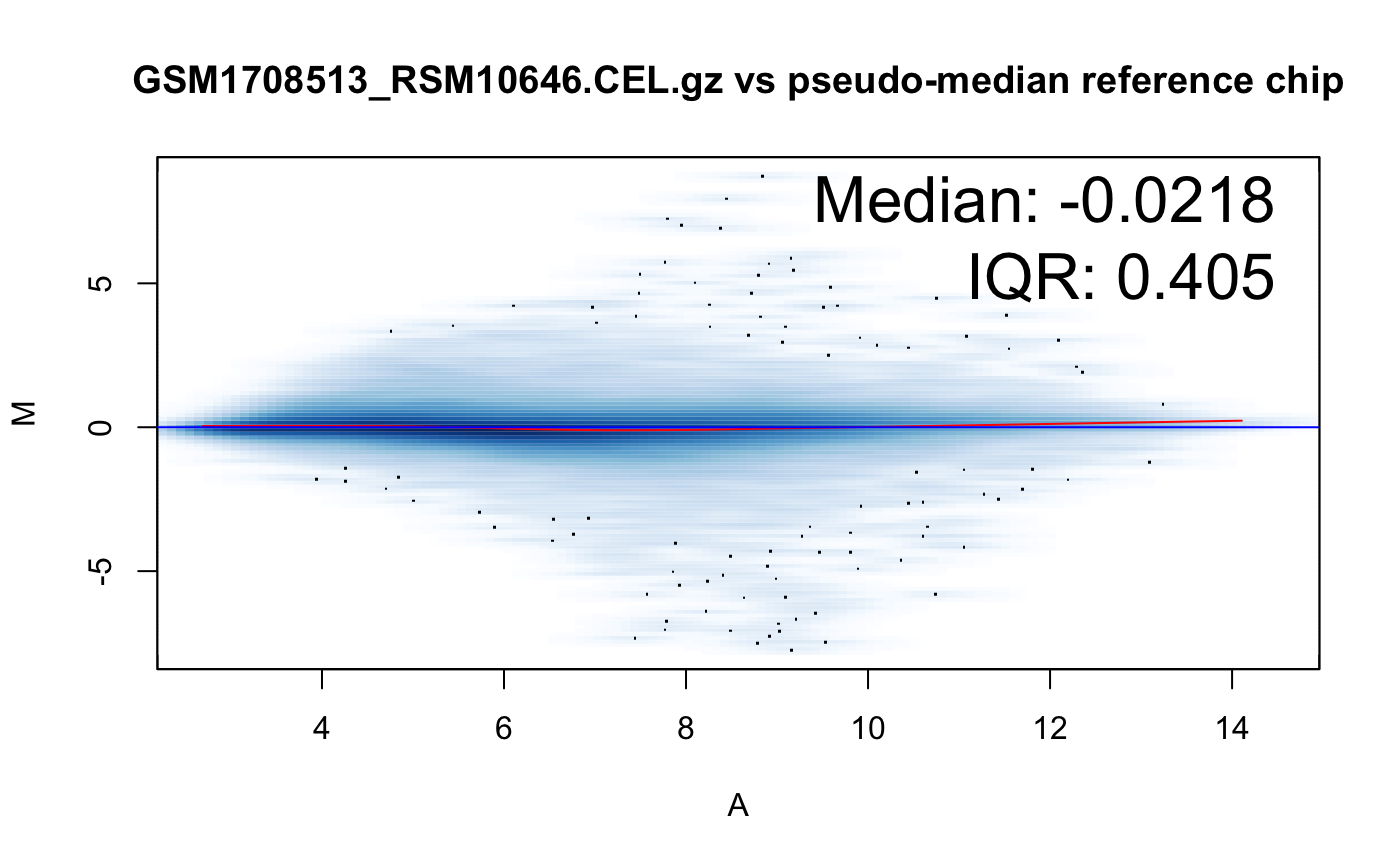 GSM1708513_RSM10646.CEL.gz vs pseudo-median reference chip
Median: -0.0218
IQR: 0.405
M
5
0
-5
4 6 8 10 12 14
A